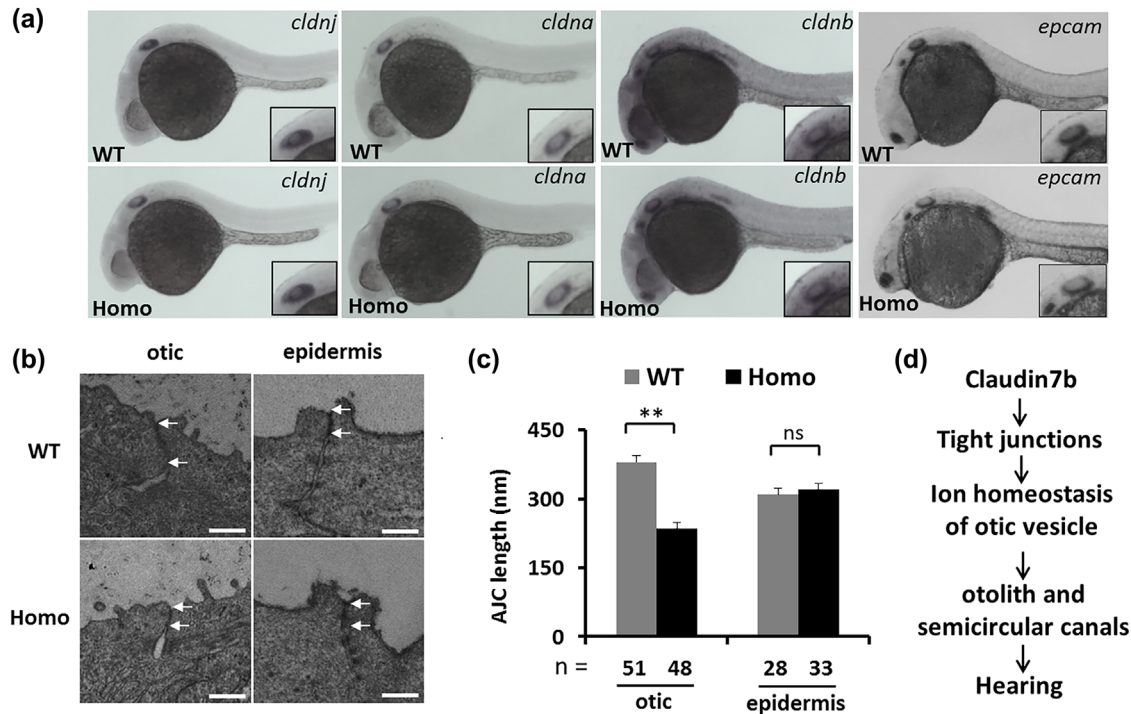 (a)
cldnj cldna cldnb epcam
WT WT WT WT
cldnj cldna cldnb epcam
Homo Homo Homo Homo
(b)
otic epidermis
WT
Homo
(c)
WT Homo
**
ns
AJC length (nm)
450
300
150
0
n = 51 48 28 33
otic epidermis
(d)
Claudin7b
Tight junctions
Ion homeostasis
of otic vesicle
otolith and
semicircular canals
Hearing